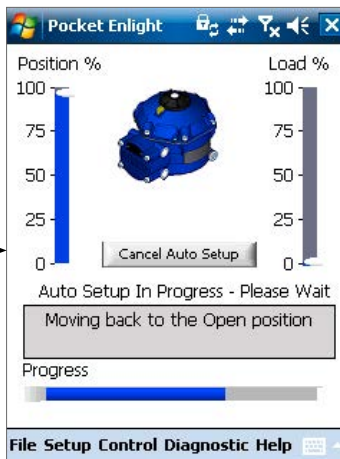 Pocket Enlight
Position % Load %
100 100
75 75
50 50
25 25
0 0
Cancel Auto Setup
Auto Setup In Progress - Please Wait
Moving back to the Open position
Progress
File Setup Control Diagnostic Help